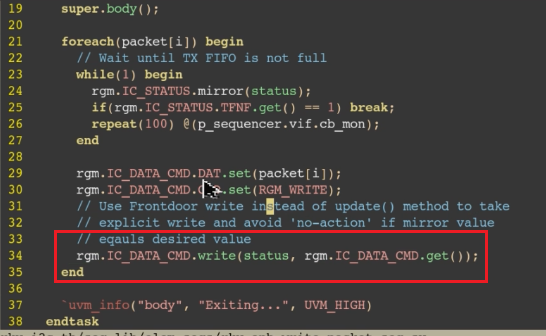 19 super.body();
20
21 foreach(packet[i]) begin
22 // Wait until TX FIFO is not full
23 while(1) begin
24 rgm.IC_STATUS.mirror(status);
25 if(rgm.IC_STATUS.TFNF.get() == 1) break;
26 repeat(100) @(p_sequencer.vif.cb_mon);
27 end
28
29 rgm.IC_DATA_CMD.DAT.set(packet[i]);
30 rgm.IC_DATA_CMD. .set(RGM_WRITE);
31 // Use Frontdoor write instead of update() method to take
32 // explicit write and avoid 'no-action' if mirror value
33 // eqauls desired value
34 rgm.IC_DATA_CMD.write(status, rgm.IC_DATA_CMD.get());
35 end
36
37 `uvm_info("body", "Exiting...", UVM_HIGH)
38 endtask